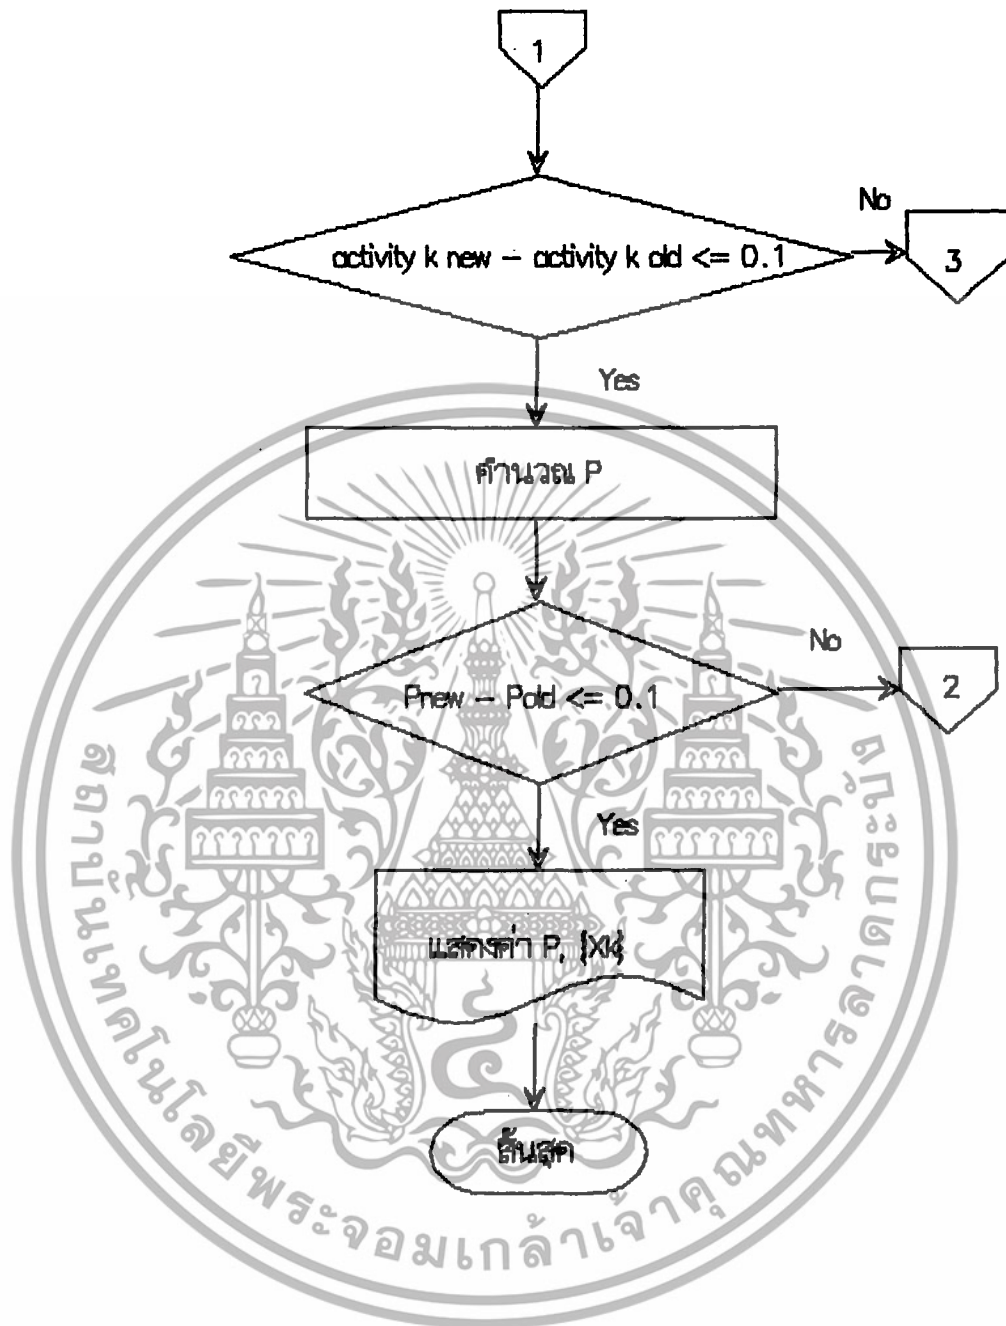 1
activity k new – activity k old <= 0.1
No
3
Yes
คำนวณ P
Pnew – Pold <= 0.1
No
2
Yes
แสดงค่า P, {Xk}
สิ้นสุด
สถาบันเทคโนโลยีพระจอมเกล้าเจ้าคุณทหารลาดกระบัง